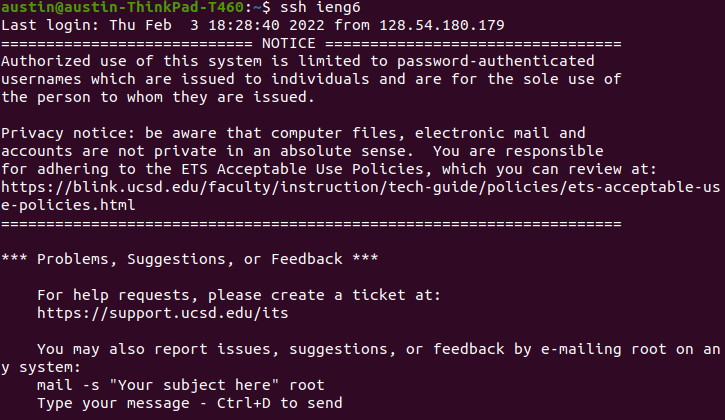 austin@austin-ThinkPad-T460:~$ ssh ieng6
Last login: Thu Feb  3 18:28:40 2022 from 128.54.180.179
============================ NOTICE =================================
Authorized use of this system is limited to password-authenticated
usernames which are issued to individuals and are for the sole use of
the person to whom they are issued.

Privacy notice: be aware that computer files, electronic mail and
accounts are not private in an absolute sense.  You are responsible
for adhering to the ETS Acceptable Use Policies, which you can review at:
https://blink.ucsd.edu/faculty/instruction/tech-guide/policies/ets-acceptable-us
e-policies.html
=====================================================================

*** Problems, Suggestions, or Feedback ***

    For help requests, please create a ticket at:
    https://support.ucsd.edu/its

    You may also report issues, suggestions, or feedback by e-mailing root on an
y system:
    mail -s "Your subject here" root
    Type your message - Ctrl+D to send